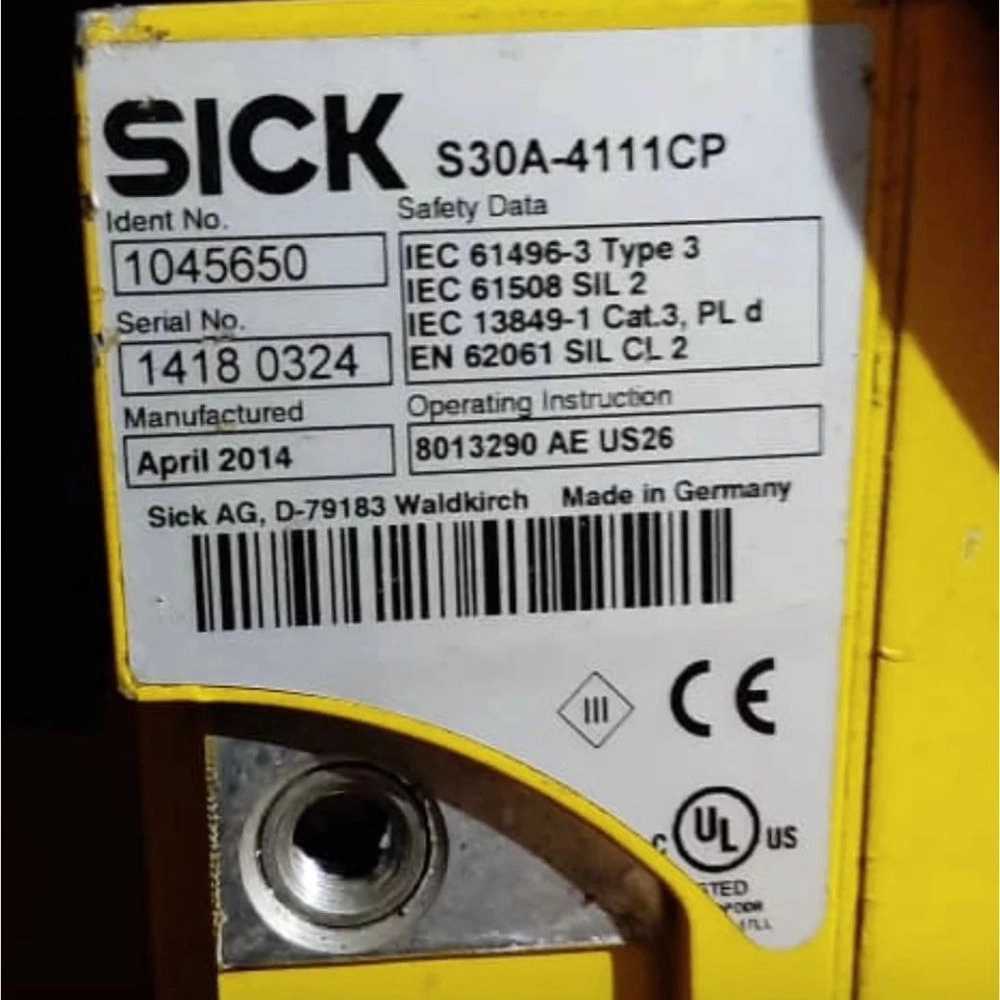 SICK
S30A-4111CP
Ident No.
1045650
Serial No.
1418 0324
Manufactured
April 2014
Safety Data
IEC 61496-3 Type 3
IEC 61508 SIL 2
IEC 13849-1 Cat.3, PL d
EN 62061 SIL CL 2
Operating Instruction
8013290 AE US26
Sick AG, D-79183 Waldkirch Made in Germany
III
CE
C UL US